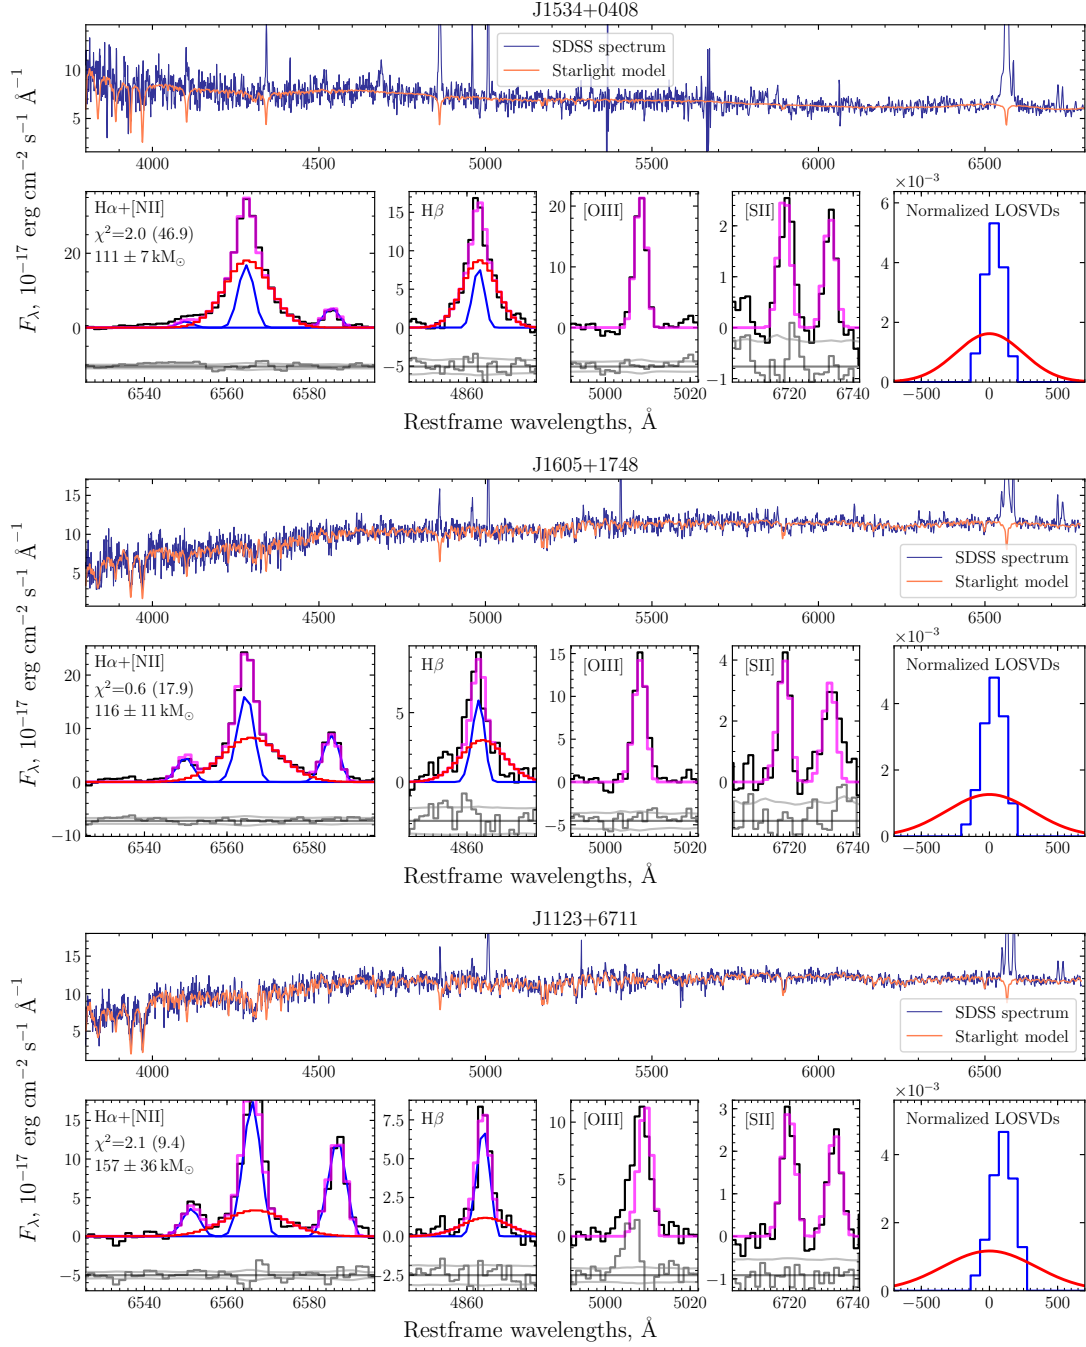 J1534+0408
F_λ, 10⁻¹⁷ erg cm⁻² s⁻¹ Å⁻¹
10
5
SDSS spectrum
Starlight model
4000 4500 5000 5500 6000 6500
Hα+[NII]
χ²=2.0 (46.9)
111 ± 7 kM☉
20
0
6540 6560 6580
Hβ
15
10
5
0
−5
4860
[OIII]
20
15
10
5
0
5000 5020
[SII]
2
1
0
−1
6720 6740
×10⁻³
Normalized LOSVDs
6
4
2
0
−500 0 500
Restframe wavelengths, Å
J1605+1748
F_λ, 10⁻¹⁷ erg cm⁻² s⁻¹ Å⁻¹
15
10
5
SDSS spectrum
Starlight model
4000 4500 5000 5500 6000 6500
Hα+[NII]
χ²=0.6 (17.9)
116 ± 11 kM☉
20
10
0
−10
6540 6560 6580
Hβ
5
0
4860
[OIII]
15
10
5
0
−5
5000 5020
[SII]
4
2
0
6720 6740
×10⁻³
Normalized LOSVDs
4
2
0
−500 0 500
Restframe wavelengths, Å
J1123+6711
F_λ, 10⁻¹⁷ erg cm⁻² s⁻¹ Å⁻¹
15
10
5
SDSS spectrum
Starlight model
4000 4500 5000 5500 6000 6500
Hα+[NII]
χ²=2.1 (9.4)
157 ± 36 kM☉
15
10
5
0
−5
6540 6560 6580
Hβ
7.5
5.0
2.5
0.0
−2.5
4860
[OIII]
10
5
0
5000 5020
[SII]
3
2
1
0
−1
6720 6740
×10⁻³
Normalized LOSVDs
4
2
0
−500 0 500
Restframe wavelengths, Å